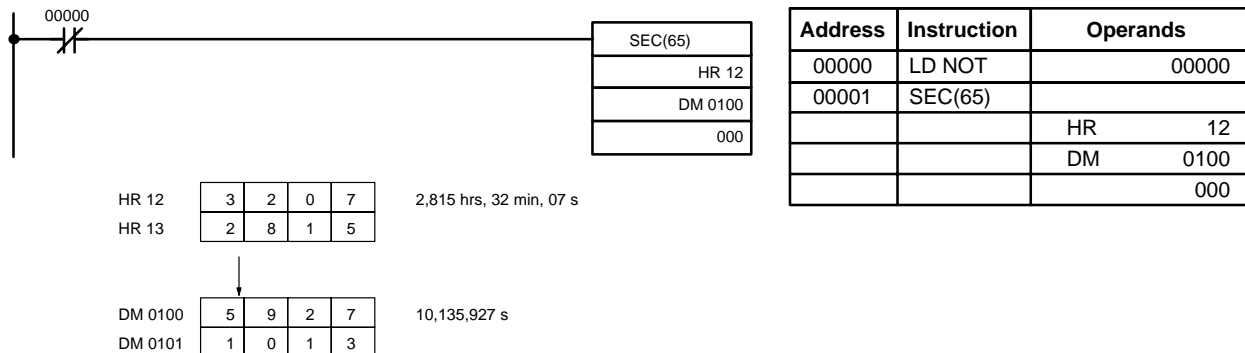 00000
SEC(65)
HR 12
DM 0100
000
Address Instruction Operands
00000 LD NOT 00000
00001 SEC(65)
HR 12
DM 0100
000
HR 12 3 2 0 7 2,815 hrs, 32 min, 07 s
HR 13 2 8 1 5
DM 0100 5 9 2 7 10,135,927 s
DM 0101 1 0 1 3